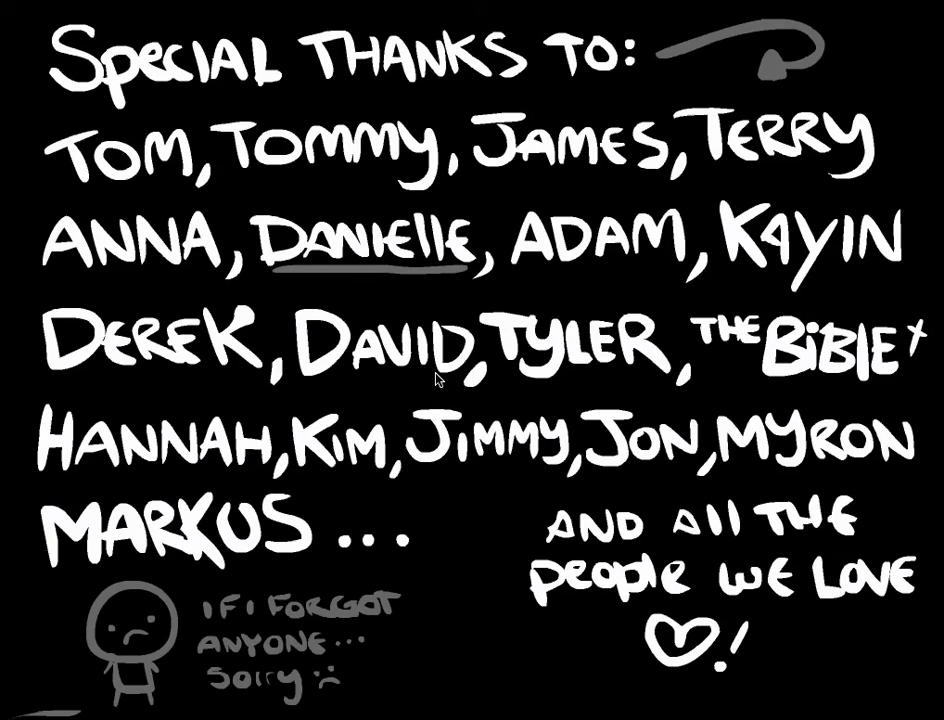 SpeciAL THANKS TO:
TOM, TOMMY, JAMES, TERRY
ANNA, DANIElle, ADAM, KAYIN
DEREK, DAVID, TYLER, THE BiBLE
HANNAH, KiM, JiMMY, JON, MYRON
MARKUS...
AND All THE
people WE LOVE
♡!
IF I FORGOT
ANYONE...
Sorry :(